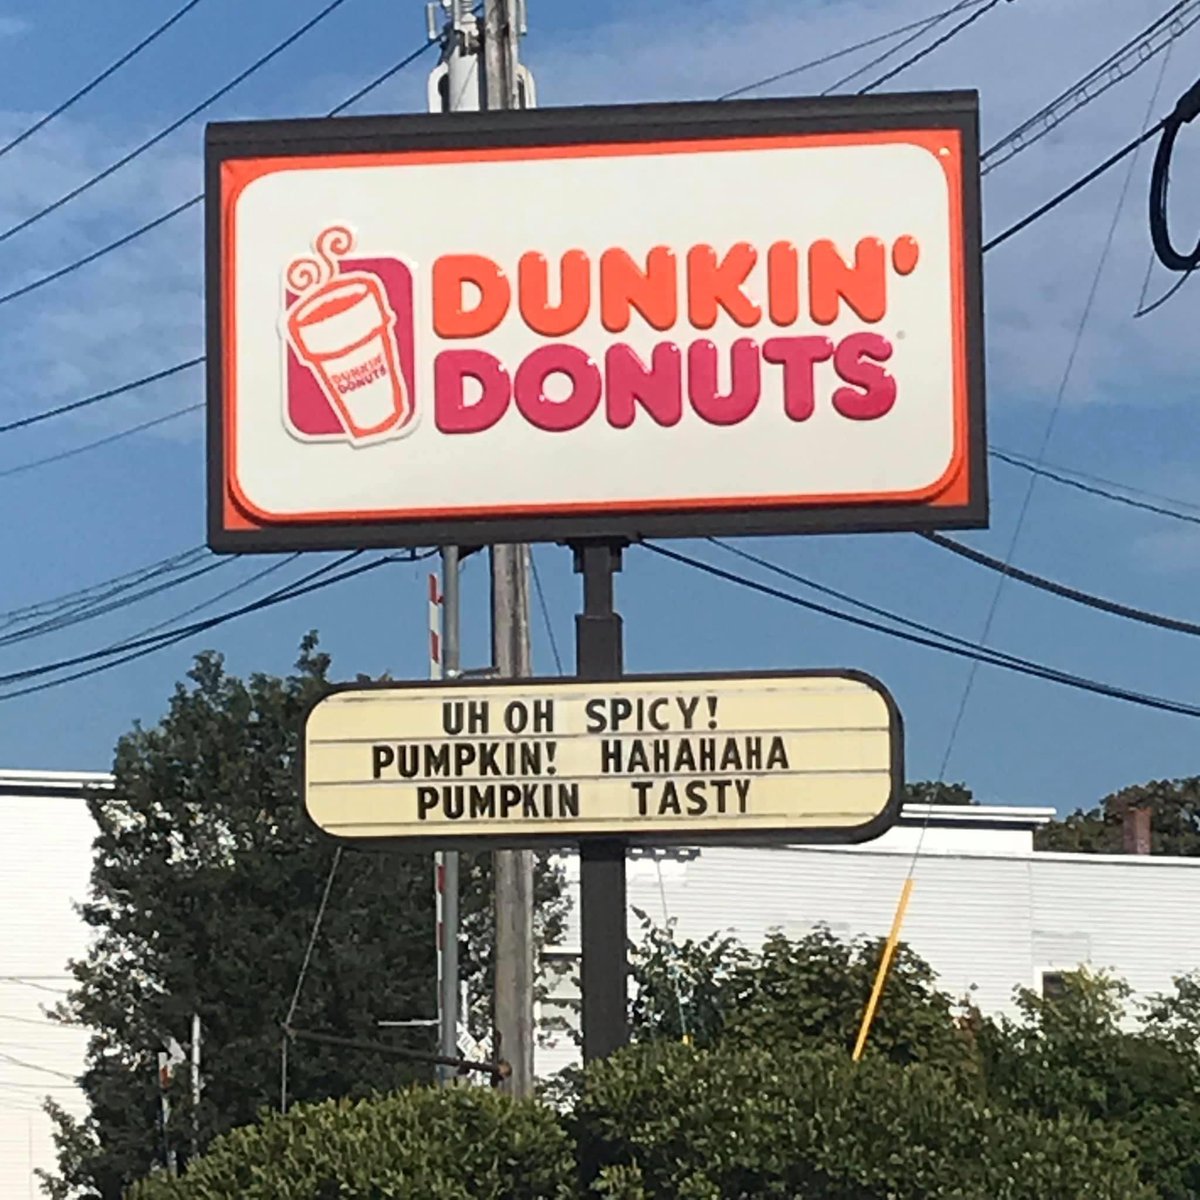 DUNKIN'
DONUTS
DUNKIN'
DONUTS
UH OH SPICY!
PUMPKIN! HAHAHAHA
PUMPKIN TASTY